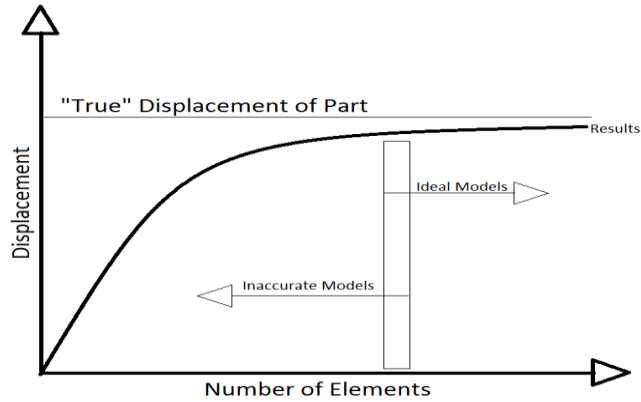 "True" Displacement of Part
Results
Ideal Models
Displacement
Inaccurate Models
Number of Elements